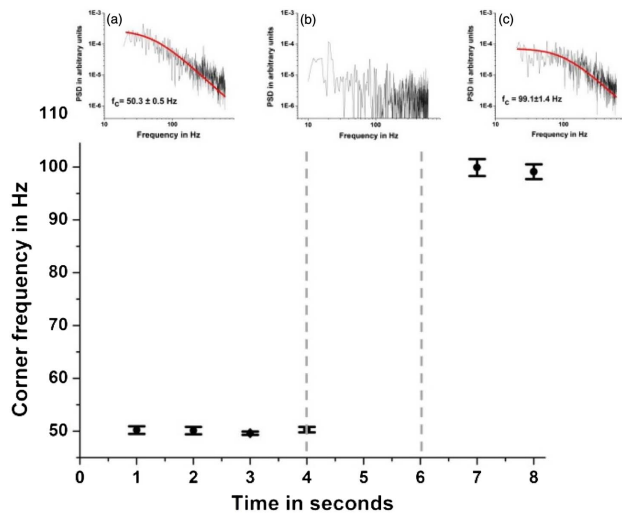 (a)
(b)
(c)
1E-3
1E-4
1E-5
1E-6
PSD in arbitrary units
f_C= 50.3 ± 0.5 Hz
10
100
Frequency in Hz
1E-3
1E-4
1E-5
1E-6
PSD in arbitrary units
10
100
Frequency in Hz
1E-3
1E-4
1E-5
1E-6
PSD in arbitrary units
f_C = 99.1±1.4 Hz
10
100
Frequency in Hz
110
100
90
80
70
60
50
Corner frequency in Hz
0 1 2 3 4 5 6 7 8
Time in seconds